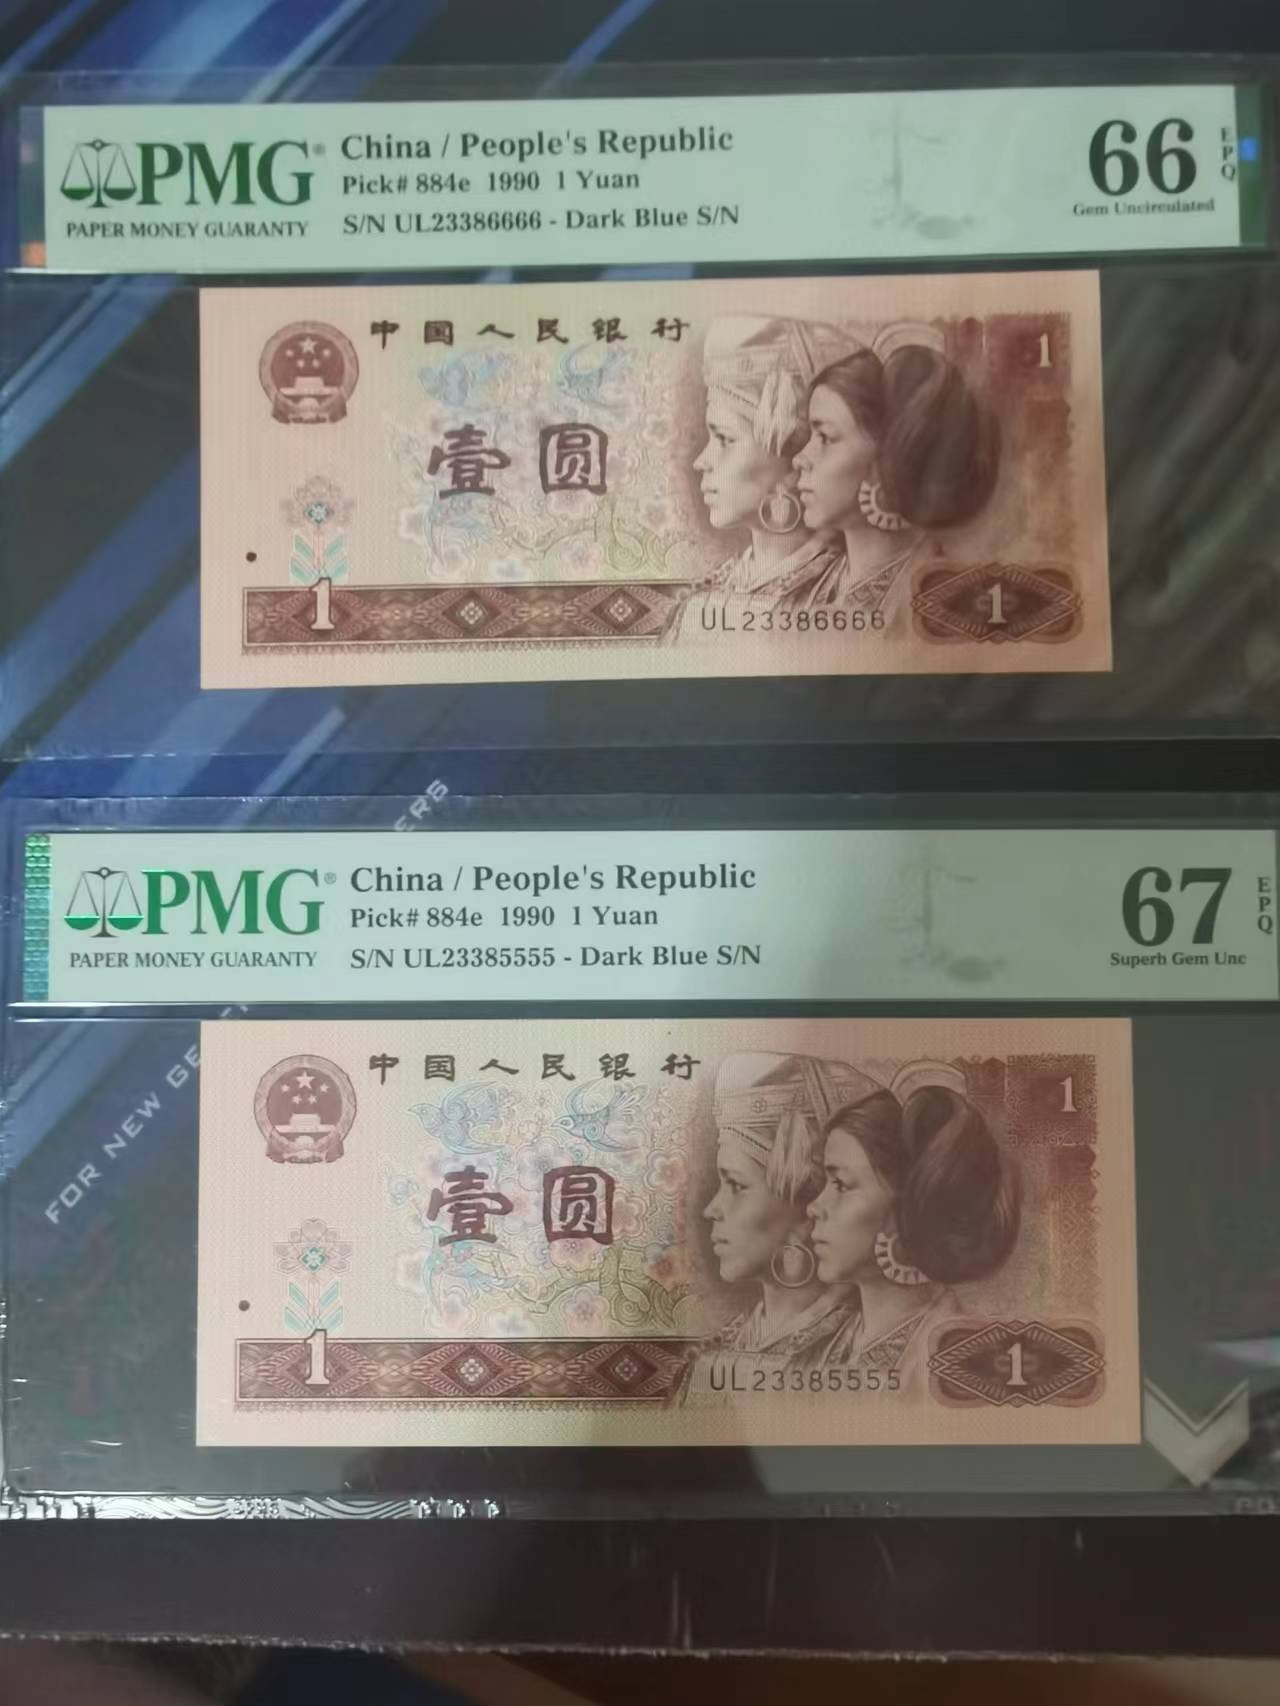 PMG®
PAPER MONEY GUARANTY
China / People's Republic
Pick# 884e 1990 1 Yuan
S/N UL23386666 - Dark Blue S/N
66
EPQ
Gem Uncirculated
中国人民银行
1
壹圆
1
UL23386666
1
PMG®
PAPER MONEY GUARANTY
China / People's Republic
Pick# 884e 1990 1 Yuan
S/N UL23385555 - Dark Blue S/N
67
EPQ
Superb Gem Unc
FOR NEW
中国人民银行
1
壹圆
1
UL23385555
1